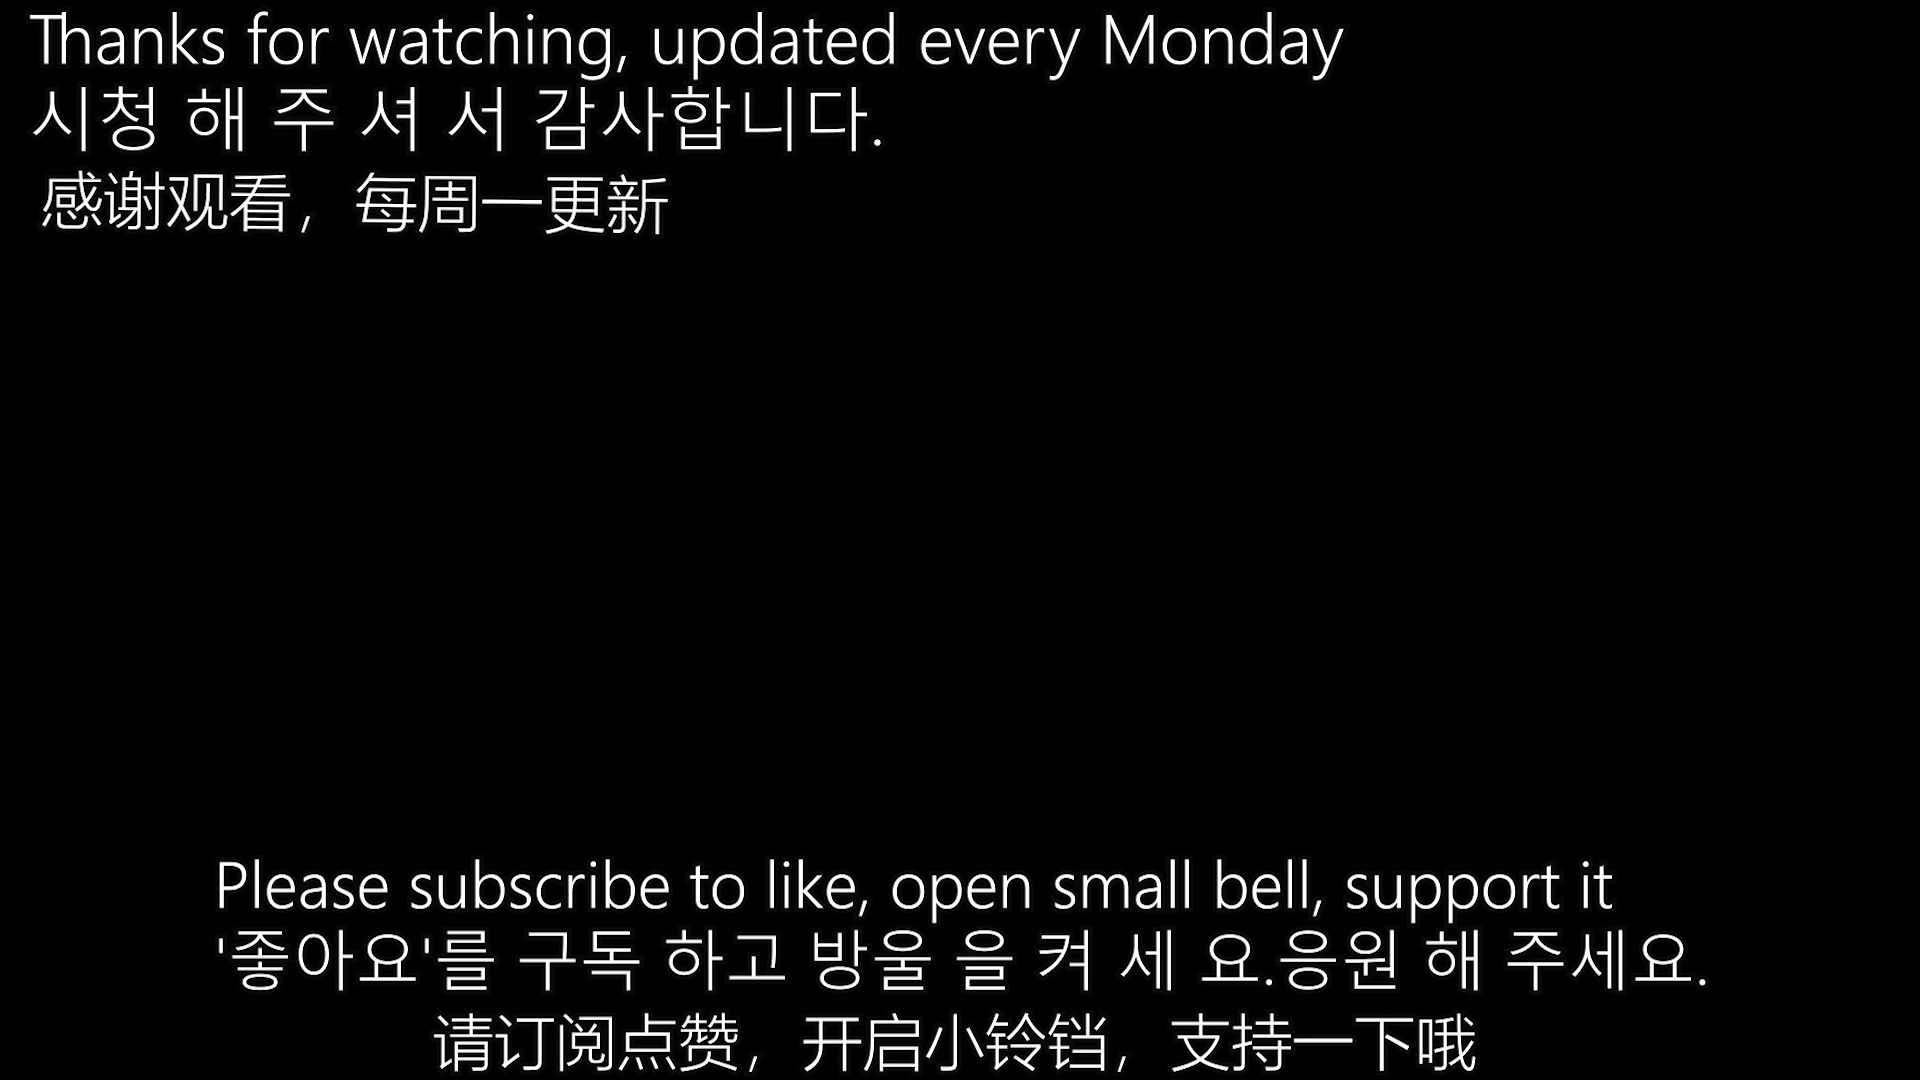 Thanks for watching, updated every Monday
시청 해 주 셔 서 감사합니다.
感谢观看，每周一更新
Please subscribe to like, open small bell, support it
'좋아요'를 구독 하고 방울 을 켜 세 요.응원 해 주세요.
请订阅点赞，开启小铃铛，支持一下哦